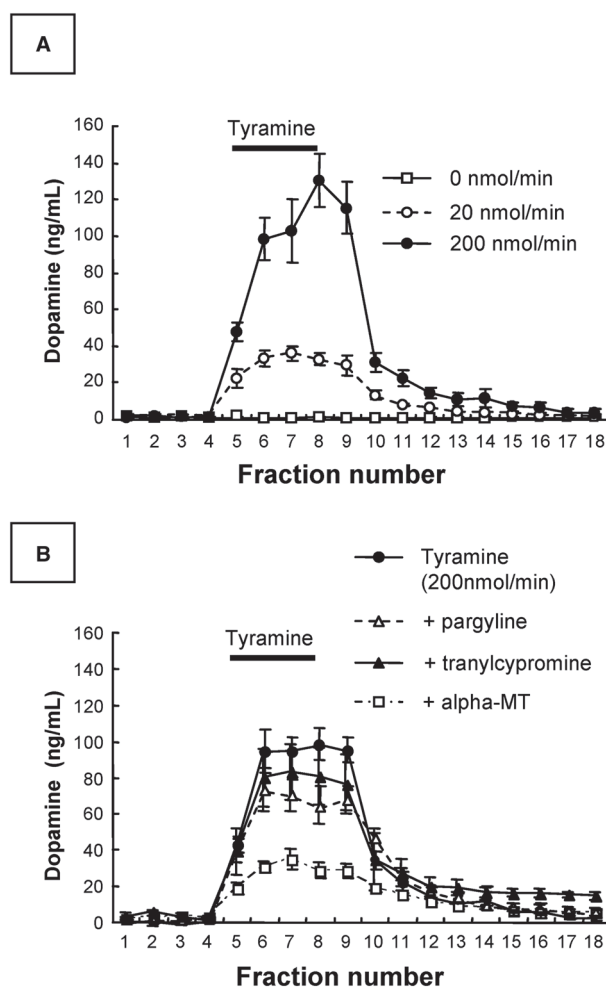 A
Tyramine
0 nmol/min
20 nmol/min
200 nmol/min
Dopamine (ng/mL)
160
140
120
100
80
60
40
20
0
1 2 3 4 5 6 7 8 9 10 11 12 13 14 15 16 17 18
Fraction number
B
Tyramine
(200nmol/min)
+ pargyline
+ tranylcypromine
+ alpha-MT
Tyramine
Dopamine (ng/mL)
160
140
120
100
80
60
40
20
0
1 2 3 4 5 6 7 8 9 10 11 12 13 14 15 16 17 18
Fraction number